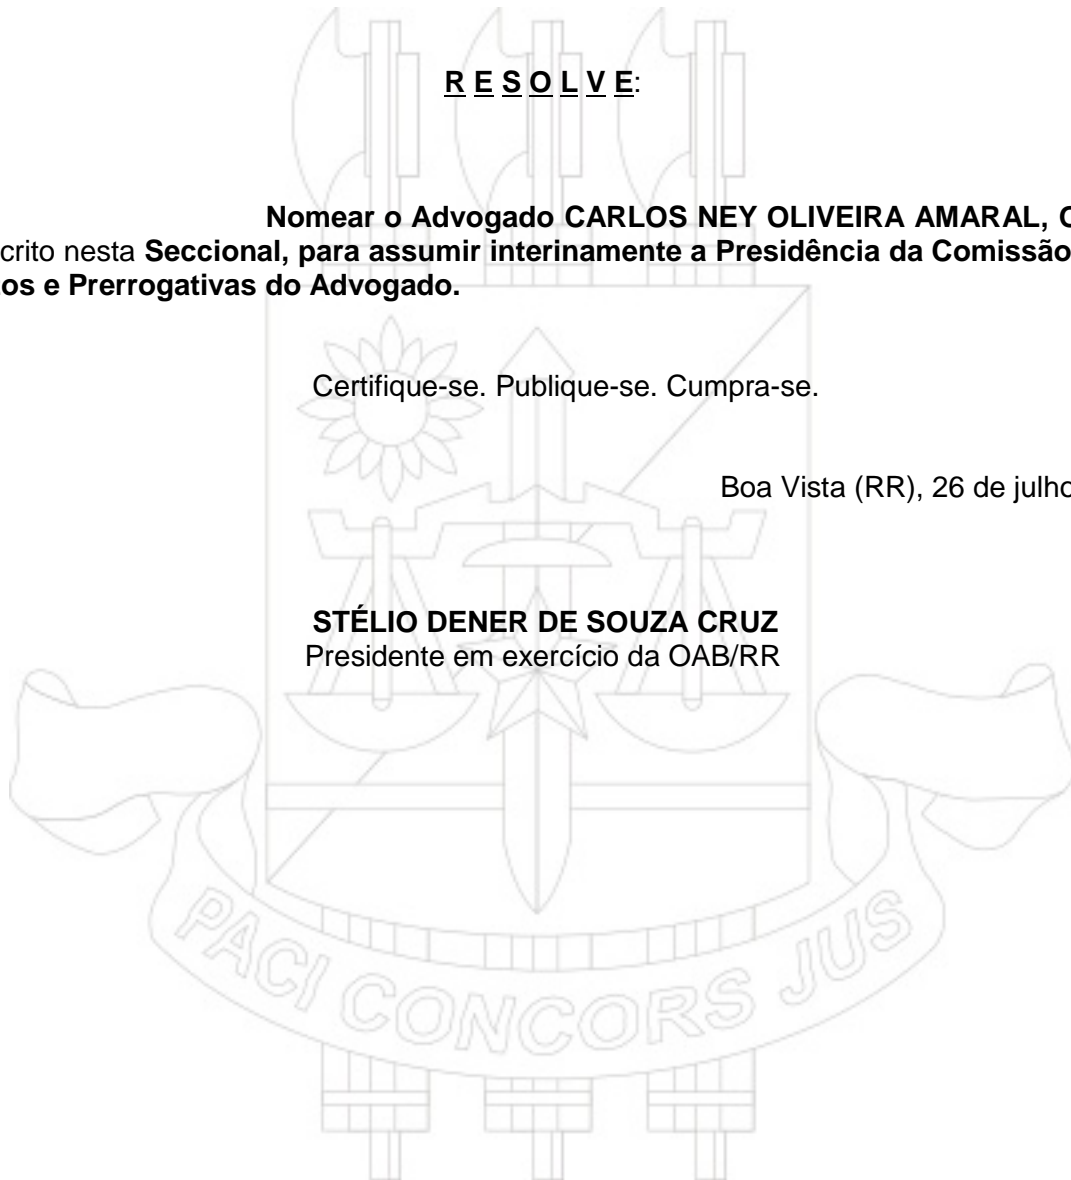 R E S O L V E:
Nomear o Advogado CARLOS NEY OLIVEIRA AMARAL,
crito nesta Seccional, para assumir interinamente a Presidência da Comissão
os e Prerrogativas do Advogado.
Certifique-se. Publique-se. Cumpra-se.
Boa Vista (RR), 26 de julho
STÉLIO DENER DE SOUZA CRUZ
Presidente em exercício da OAB/RR
PACI CONCORS JUS